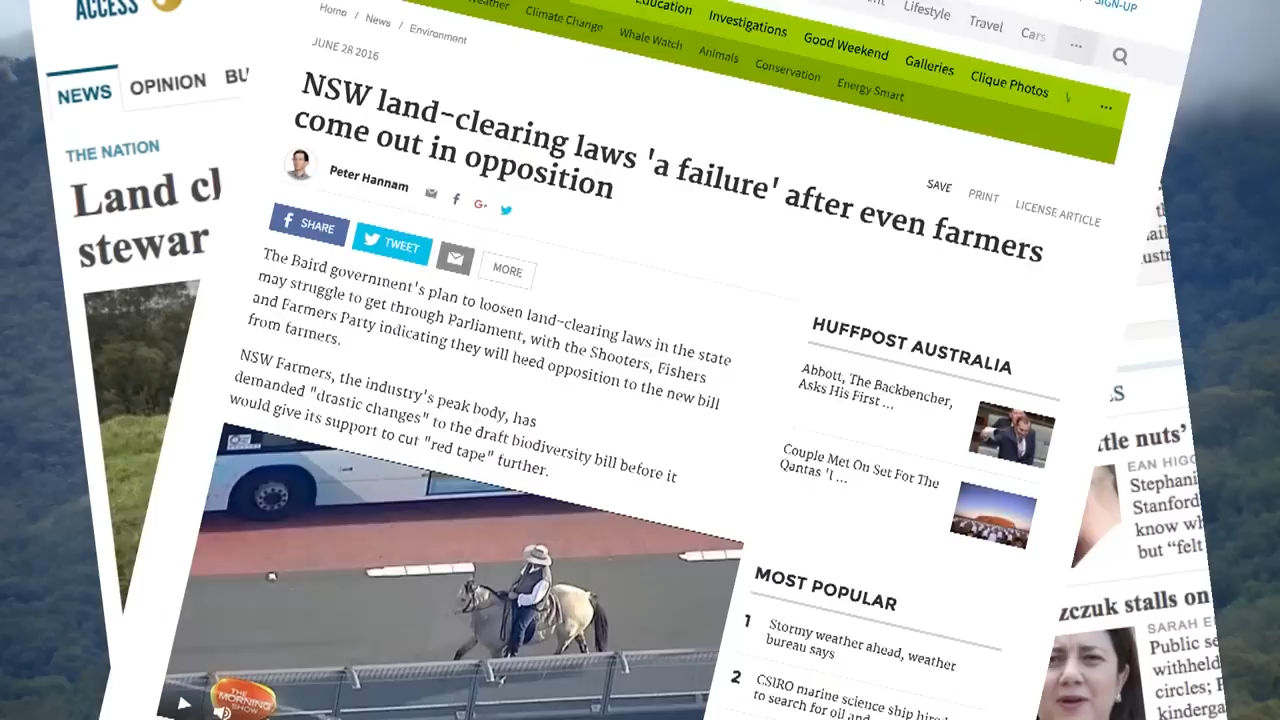 ACCESS
NEWS
OPINION
BU
THE NATION
Land cl
stewar
Home / News / Environment
Weather
Climate Change
Whale Watch
Animals
Conservation
Energy Smart
Education
Investigations
Good Weekend
Galleries
Clique Photos
...
Lifestyle
Travel
Cars
...
SIGN-UP
JUNE 28 2016
NSW land-clearing laws 'a failure' after even farmers
come out in opposition
Peter Hannam
SAVE
PRINT
LICENSE ARTICLE
SHARE
TWEET
MORE
The Baird government's plan to loosen land-clearing laws in the state
may struggle to get through Parliament, with the Shooters, Fishers
and Farmers Party indicating they will heed opposition to the new bill
from farmers.
NSW Farmers, the industry's peak body, has
demanded "drastic changes" to the draft biodiversity bill before it
would give its support to cut "red tape" further.
THE
MORNING
SHOW
HUFFPOST AUSTRALIA
Abbott, The Backbencher,
Asks His First ...
Couple Met On Set For The
Qantas 'I ...
MOST POPULAR
1 Stormy weather ahead, weather
bureau says
2 CSIRO marine science ship hired
to search for oil and
ttle nuts’
EAN HIGG
Stephani
Stanford
know wh
but “felt
zczuk stalls on
SARAH E
Public se
withheld
circles; F
kinderga